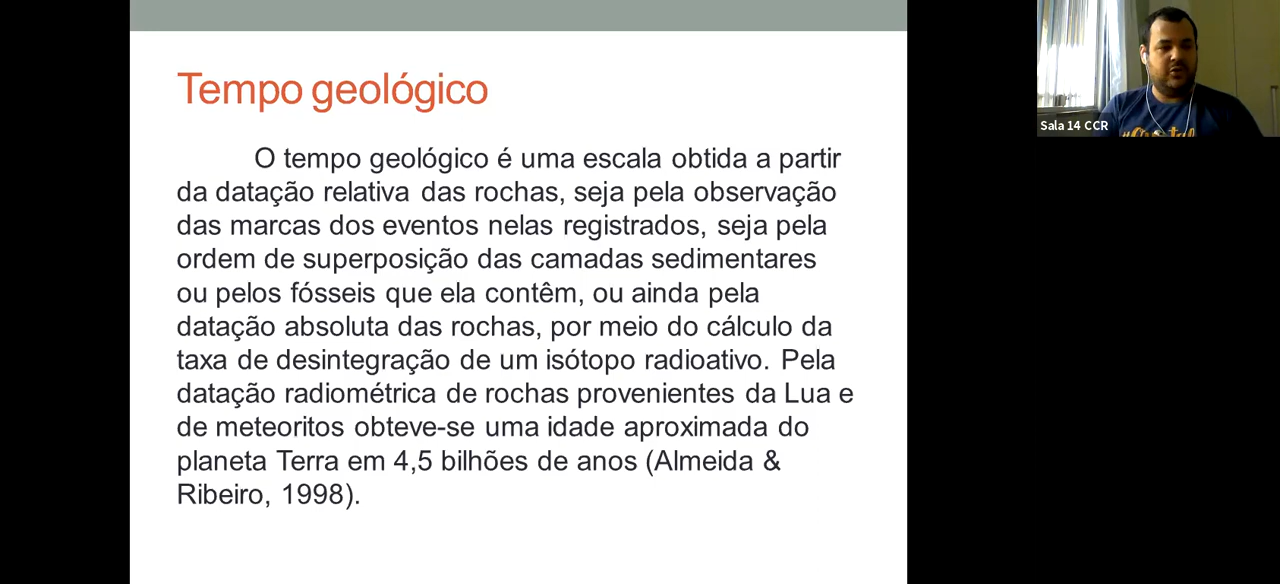 Tempo geológico
O tempo geológico é uma escala obtida a partir
da datação relativa das rochas, seja pela observação
das marcas dos eventos nelas registrados, seja pela
ordem de superposição das camadas sedimentares
ou pelos fósseis que ela contêm, ou ainda pela
datação absoluta das rochas, por meio do cálculo da
taxa de desintegração de um isótopo radioativo. Pela
datação radiométrica de rochas provenientes da Lua e
de meteoritos obteve-se uma idade aproximada do
planeta Terra em 4,5 bilhões de anos (Almeida &
Ribeiro, 1998).
Sala 14 CCR